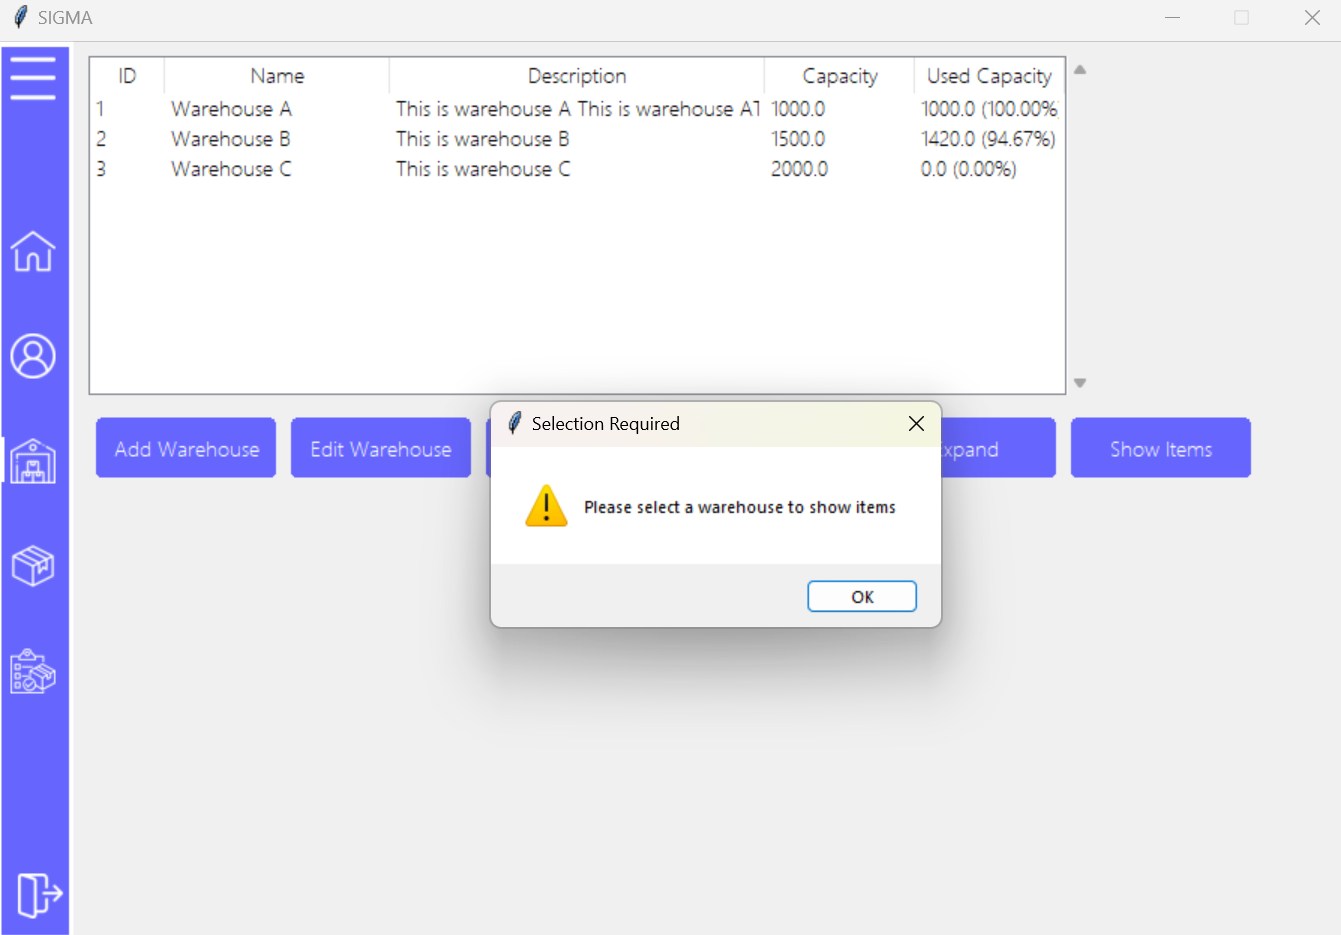 SIGMA
ID Name Description Capacity Used Capacity
1 Warehouse A This is warehouse A This is warehouse AT 1000.0 1000.0 (100.00%
2 Warehouse B This is warehouse B 1500.0 1420.0 (94.67%)
3 Warehouse C This is warehouse C 2000.0 0.0 (0.00%)
Add Warehouse Edit Warehouse xpand Show Items
Selection Required
Please select a warehouse to show items
OK